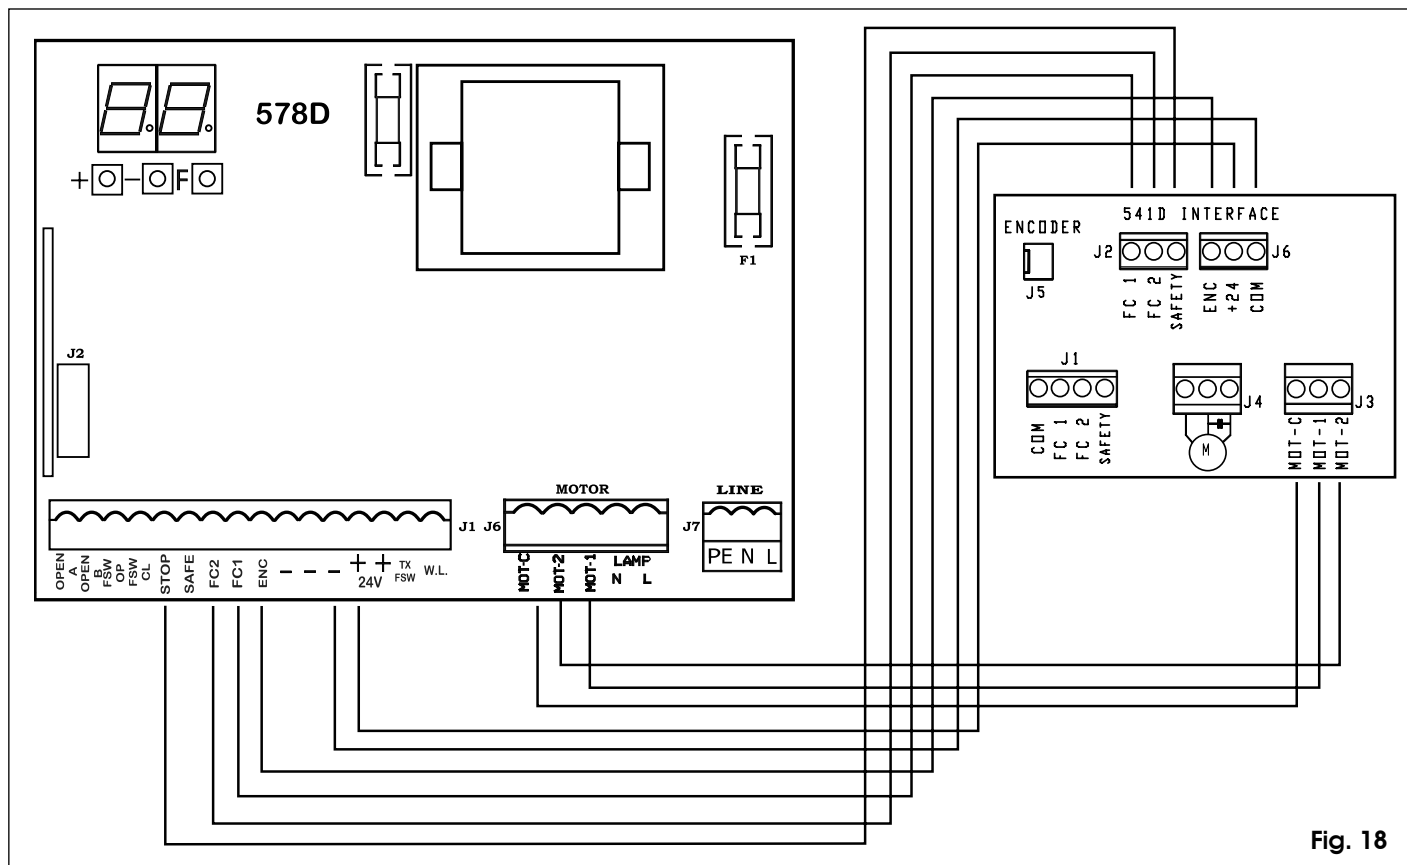 578D
+ - F
F1
J2
J1
J6
MOTOR
J7
LINE
OPEN A
OPEN B
FSW OP
FSW CL
STOP
SAFE
FC2
FC1
ENC
-
-
-
+ +
24V
TX FSW
W.L.
MOT-C
MOT-2
MOT-1
LAMP
N L
PE N L
541D INTERFACE
ENCODER
J5
J2
FC 1
FC 2
SAFETY
J6
ENC
+24
COM
J1
COM
FC 1
FC 2
SAFETY
J4
M
J3
MOT-C
MOT-1
MOT-2
Fig. 18